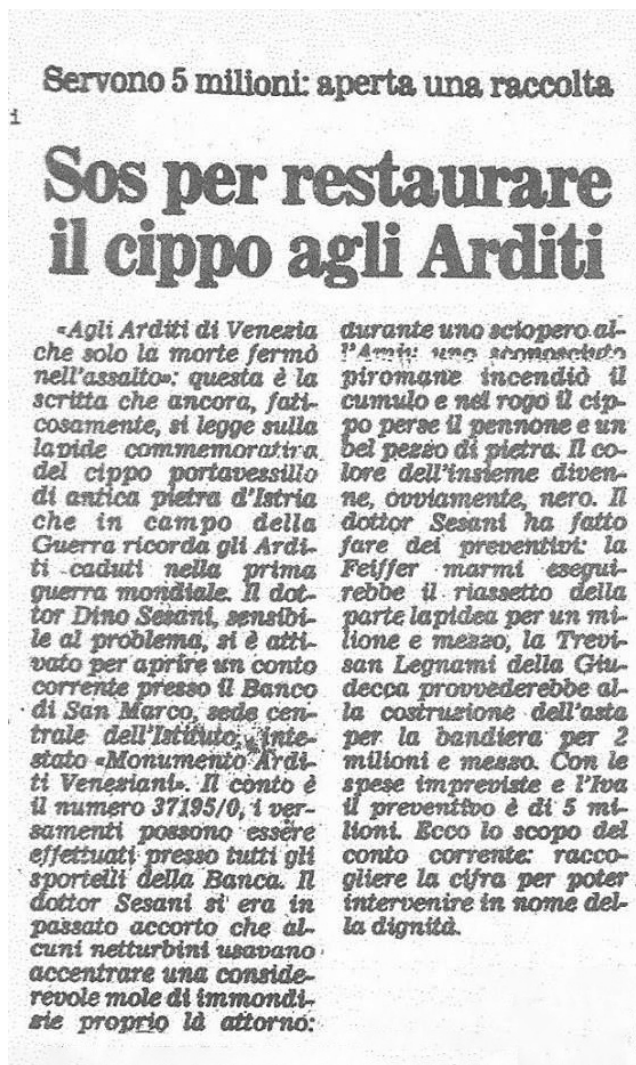 Servono 5 milioni: aperta una raccolta
i
Sos per restaurare
il cippo agli Arditi
«Agli Arditi di Venezia
che solo la morte fermò
nell'assalto»: questa è la
scritta che ancora, fati-
cosamente, si legge sulla
lapide commemorativa
del cippo portavessillo
di antica pietra d'Istria
che in campo della
Guerra ricorda gli Ardi-
ti caduti nella prima
guerra mondiale. Il dot-
tor Dino Sesani, sensibi-
le al problema, si è atti-
vato per aprire un conto
corrente presso il Banco
di San Marco, sede cen-
trale dell'Istituto, inte-
stato «Monumento Ardi-
ti Veneziani». Il conto è
il numero 37195/0, i ver-
samenti possono essere
effettuati presso tutti gli
sportelli della Banca. Il
dottor Sesani si era in
passato accorto che al-
cuni netturbini usavano
accentrare una conside-
revole mole di immondi-
zie proprio là attorno:
durante uno sciopero al-
l'Amiu uno sconosciuto
piromane incendiò il
cumulo e nel rogo il cip-
po perse il pennone e un
bel pezzo di pietra. Il co-
lore dell'insieme diven-
ne, ovviamente, nero. Il
dottor Sesani ha fatto
fare dei preventivi: la
Feiffer marmi esegui-
rebbe il riassetto della
parte lapidea per un mi-
lione e mezzo, la Trevi-
san Legnami della Giu-
decca provvederebbe al-
la costruzione dell'asta
per la bandiera per 2
milioni e mezzo. Con le
spese impreviste e l'Iva
il preventivo è di 5 mi-
lioni. Ecco lo scopo del
conto corrente: racco-
gliere la cifra per poter
intervenire in nome del-
la dignità.